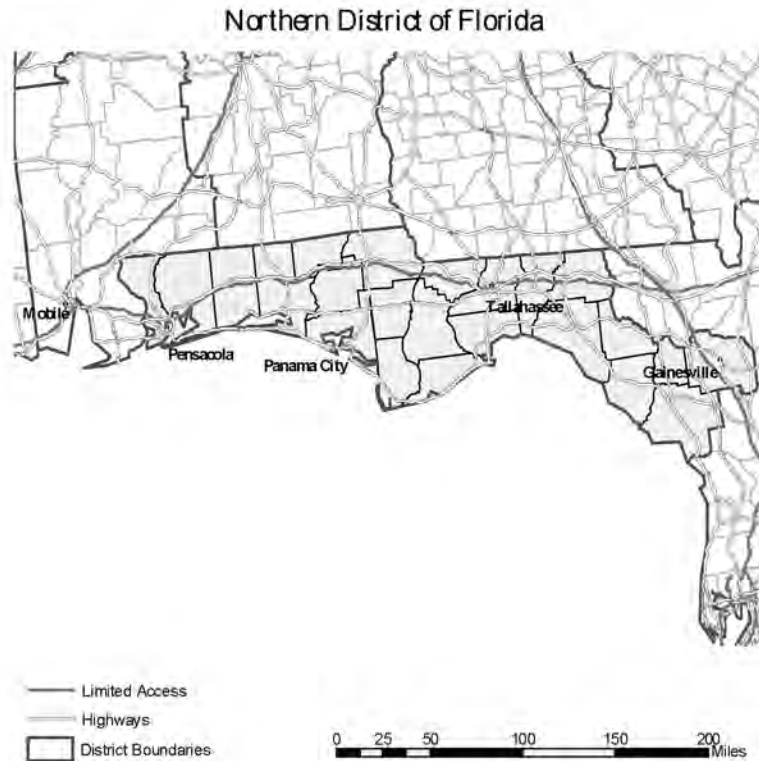 Northern District of Florida
Mobile
Tallahassee
Pensacola
Panama City
Gainesville
Limited Access
Highways
District Boundaries
0 25 50 100 150 200
Miles